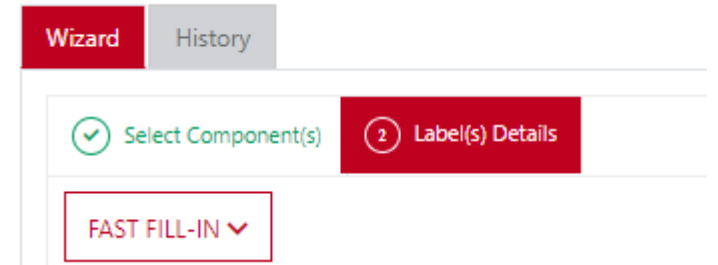 Wizard History
Select Component(s) 2 Label(s) Details
FAST FILL-IN